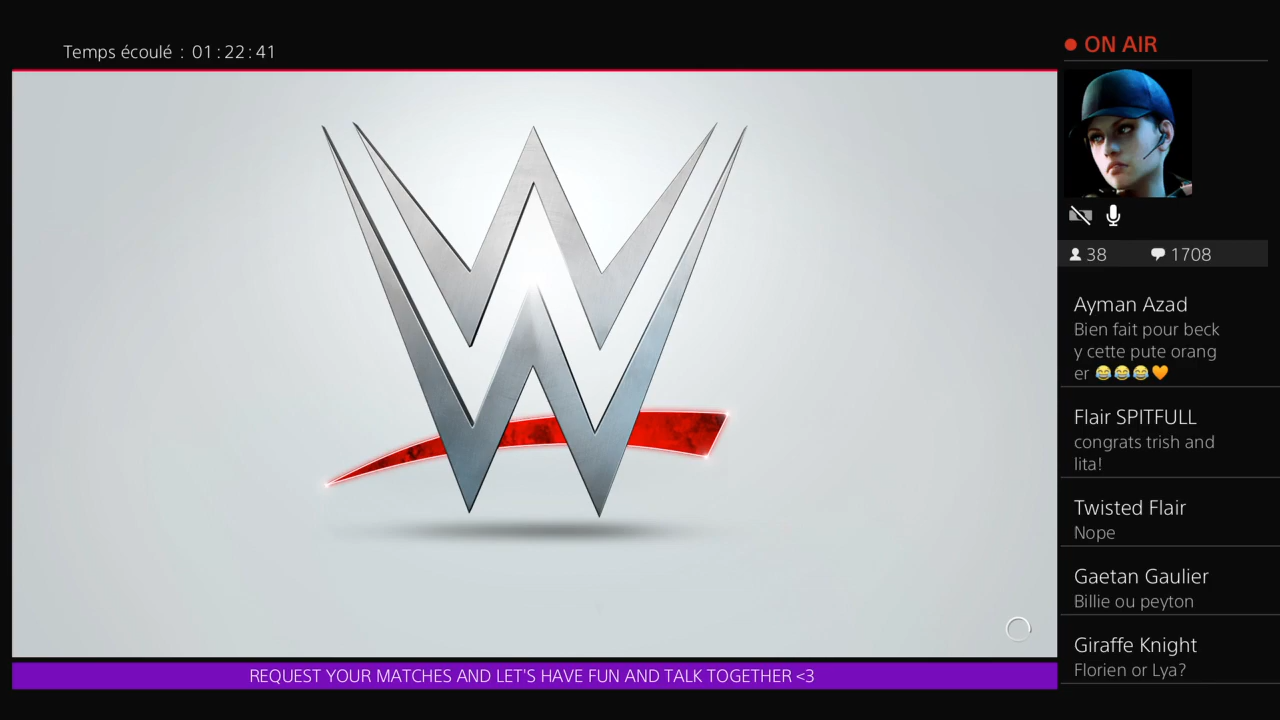 Temps écoulé : 01:22:41
ON AIR
38 1708
Ayman Azad
Bien fait pour beck
y cette pute orang
er 😂😂😂🧡
Flair SPITFULL
congrats trish and
lita!
Twisted Flair
Nope
Gaetan Gaulier
Billie ou peyton
Giraffe Knight
Florien or Lya?
REQUEST YOUR MATCHES AND LET'S HAVE FUN AND TALK TOGETHER <3